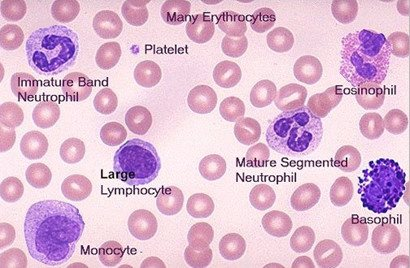 Many Erythrocytes
Platelet
Immature Band
Neutrophil
Eosinophil
Large
Lymphocyte
Mature Segmented
Neutrophil
Basophil
Monocyte